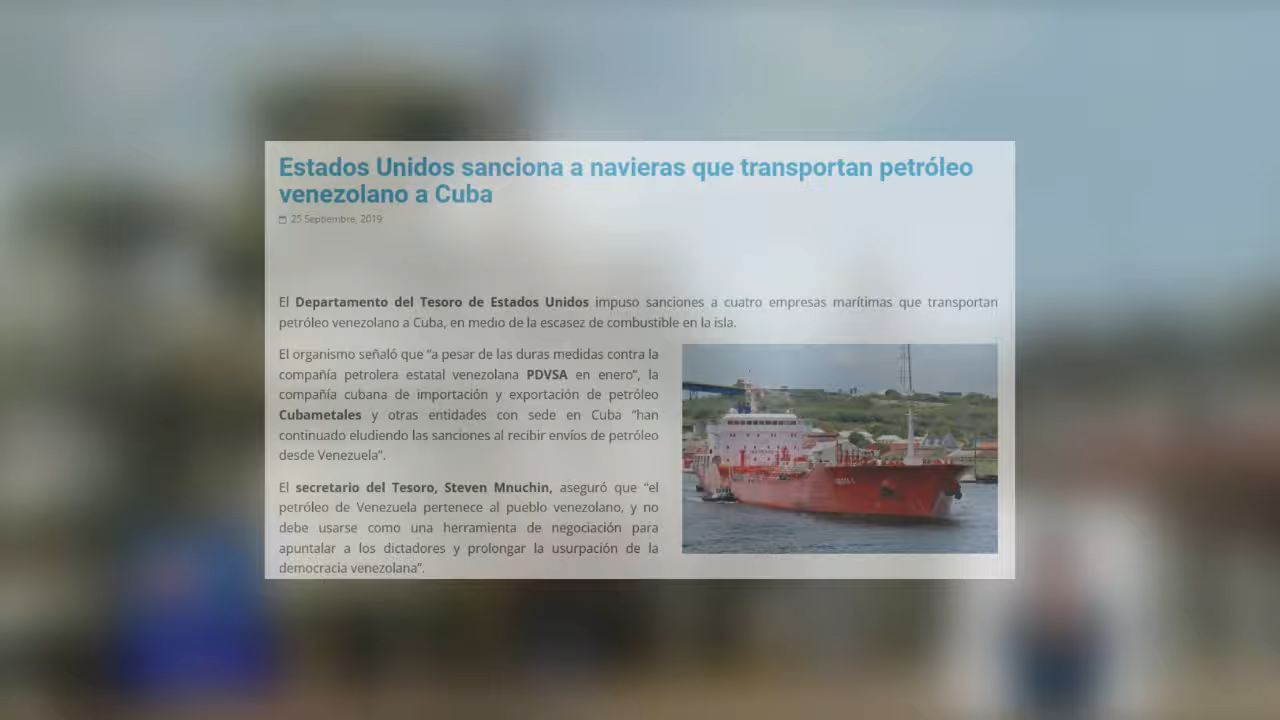 Estados Unidos sanciona a navieras que transportan petróleo
venezolano a Cuba
25 Septiembre, 2019
El Departamento del Tesoro de Estados Unidos impuso sanciones a cuatro empresas marítimas que transportan
petróleo venezolano a Cuba, en medio de la escasez de combustible en la isla.
El organismo señaló que “a pesar de las duras medidas contra la
compañía petrolera estatal venezolana PDVSA en enero”, la
compañía cubana de importación y exportación de petróleo
Cubametales y otras entidades con sede en Cuba “han
continuado eludiendo las sanciones al recibir envíos de petróleo
desde Venezuela”.
El secretario del Tesoro, Steven Mnuchin, aseguró que “el
petróleo de Venezuela pertenece al pueblo venezolano, y no
debe usarse como una herramienta de negociación para
apuntalar a los dictadores y prolongar la usurpación de la
democracia venezolana”.